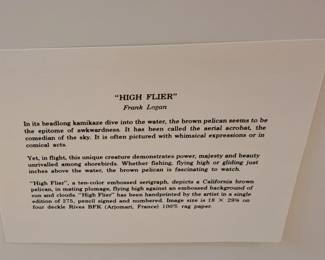 "HIGH FLIER"
Frank Logan
In its headlong kamikaze dive into the water, the brown pelican seems to be
the epitome of awkwardness. It has been called the aerial acrobat, the
comedian of the sky. It is often pictured with whimsical expressions or in
comical acts.
Yet, in flight, this unique creature demonstrates power, majesty and beauty
unrivalled among shorebirds. Whether fishing, flying high or gliding just
inches above the water, the brown pelican is fascinating to watch.
"High Flier", a ten-color embossed serigraph, depicts a California brown
pelican, in mating plumage, flying high against an embossed background of
sun and clouds. "High Flier" has been handprinted by the artist in a single
edition of 275, pencil signed and numbered. Image size is 18 X 29¾ on
four deckle Rives BFK (Arjomari, France) 100% rag paper.